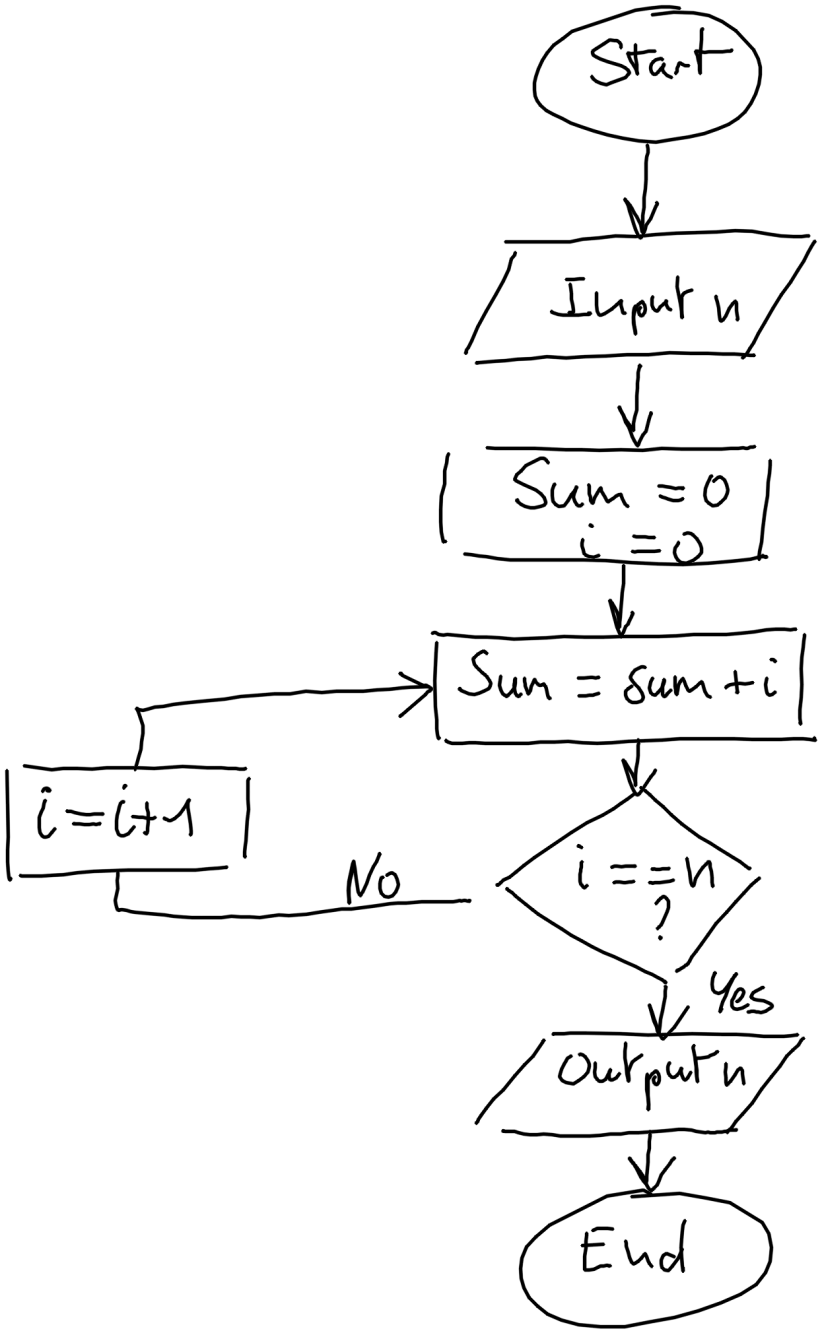 Start
Input n
Sum = 0
i = 0
Sum = sum + i
i = i + 1
No
i == n
?
Yes
Output n
End